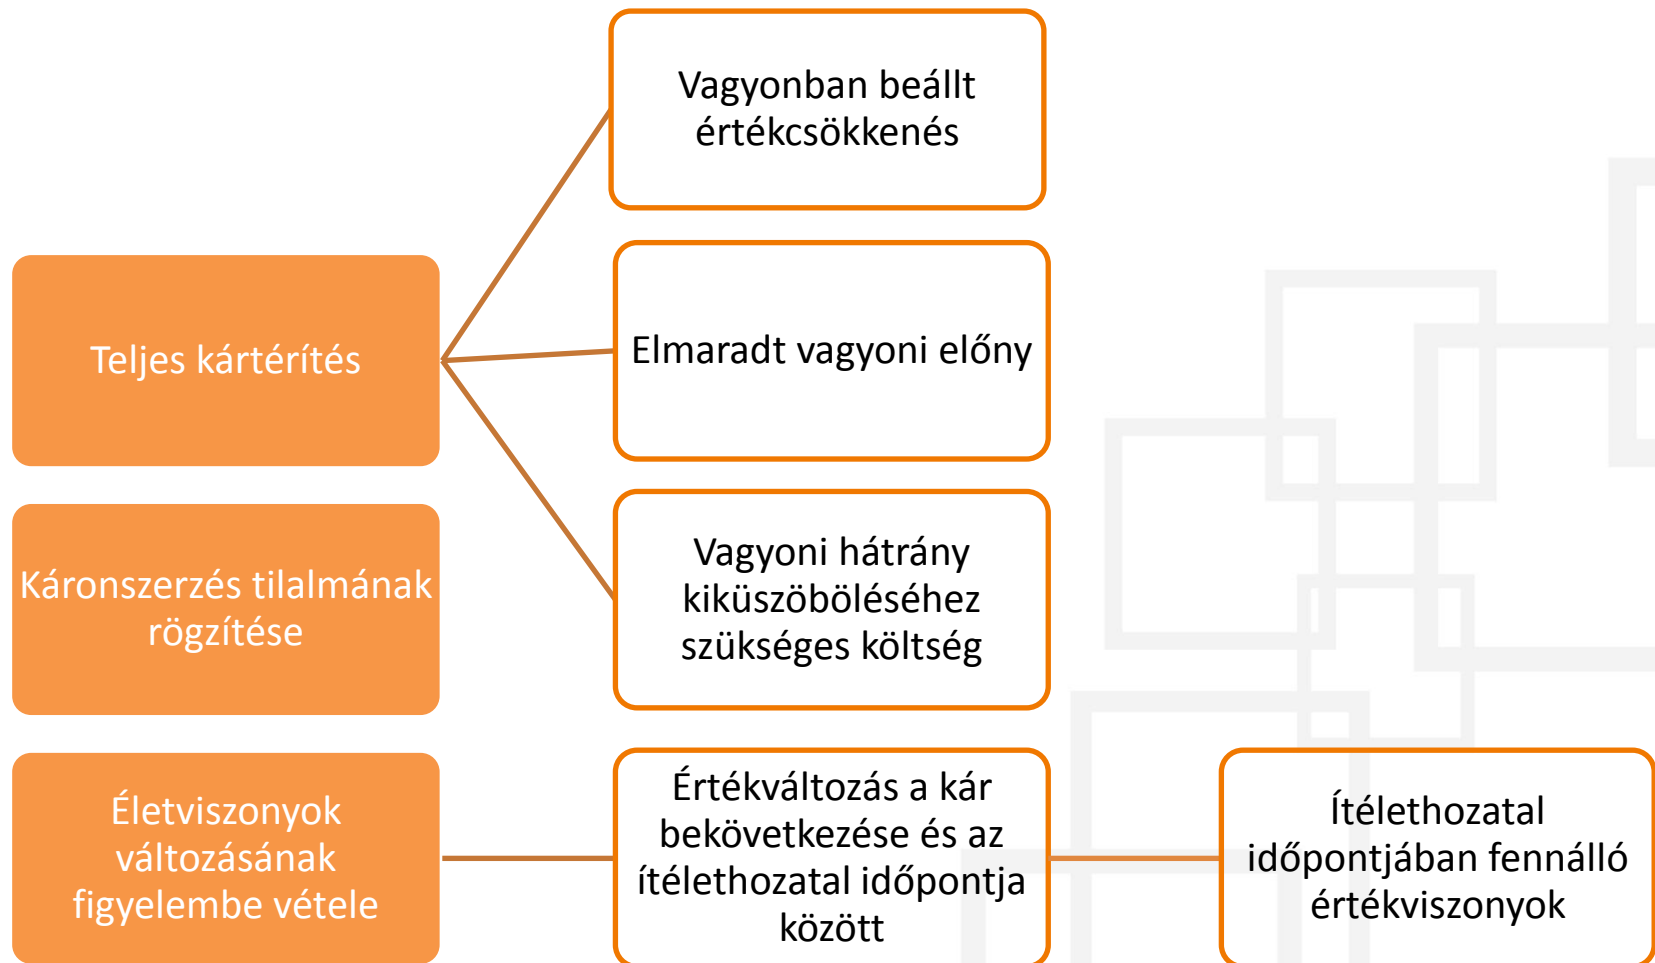 Vagyonban beállt
értékcsökkenés
Teljes kártérítés
Elmaradt vagyoni előny
Vagyoni hátrány
kiküszöböléséhez
szükséges költség
Káronszerzés tilalmának
rögzítése
Életviszonyok
változásának
figyelembe vétele
Értékváltozás a kár
bekövetkezése és az
ítélethozatal időpontja
között
Ítélethozatal
időpontjában fennálló
értékviszonyok